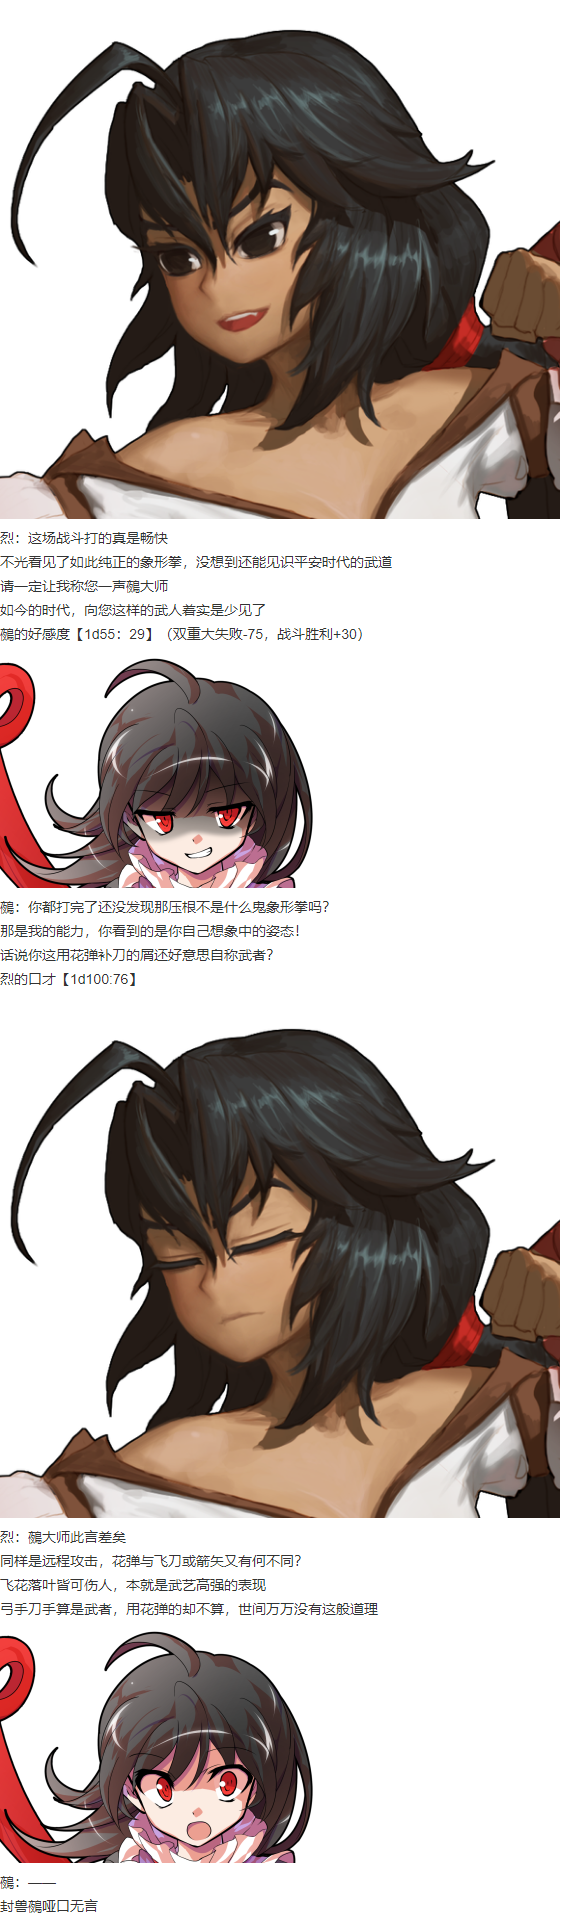 烈：这场战斗打的真是畅快
不光看见了如此纯正的象形拳，没想到还能见识平安时代的武道
请一定让我称您一声鵺大师
如今的时代，向您这样的武人着实是少见了
鵺的好感度【1d55：29】（双重大失败-75，战斗胜利+30）
鵺：你都打完了还没发现那压根不是什么鬼象形拳吗？
那是我的能力，你看到的是你自己想象中的姿态！
话说你这用花弹补刀的屑还好意思自称武者？
烈的口才【1d100:76】
烈：鵺大师此言差矣
同样是远程攻击，花弹与飞刀或箭矢又有何不同？
飞花落叶皆可伤人，本就是武艺高强的表现
弓手刀手算是武者，用花弹的却不算，世间万万没有这般道理
鵺：——
封兽鵺哑口无言